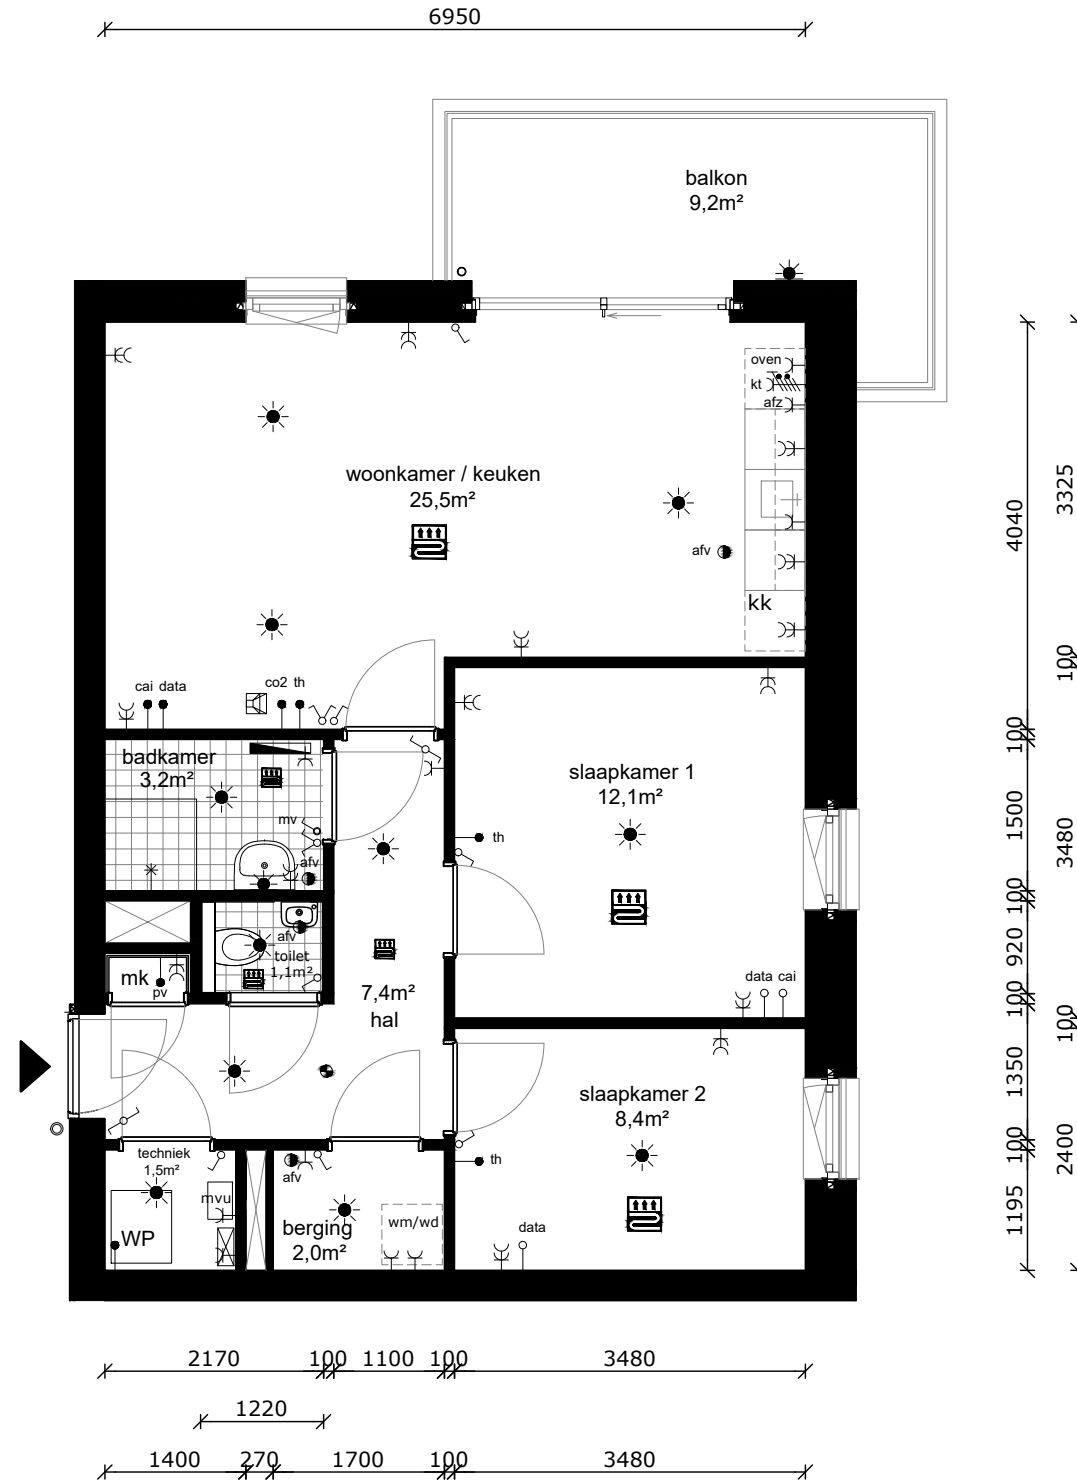 6950
balkon
9,2m²
oven
kt
afz
woonkamer / keuken
25,5m²
afv
kk
cai data
co2 th
badkamer
3,2m²
mv
afv
slaapkamer 1
12,1m²
th
afv
toilet
1,1m²
mk
pv
7,4m²
hal
data cai
slaapkamer 2
8,4m²
th
techniek
1,5m²
mvu
WP
afv
berging
2,0m²
wm/wd
data
4040
100
1500
100
920
100
1350
100
1195
3325
100
3480
100
2400
2170 100 1100 100 3480
1220
1400 270 1700 100 3480